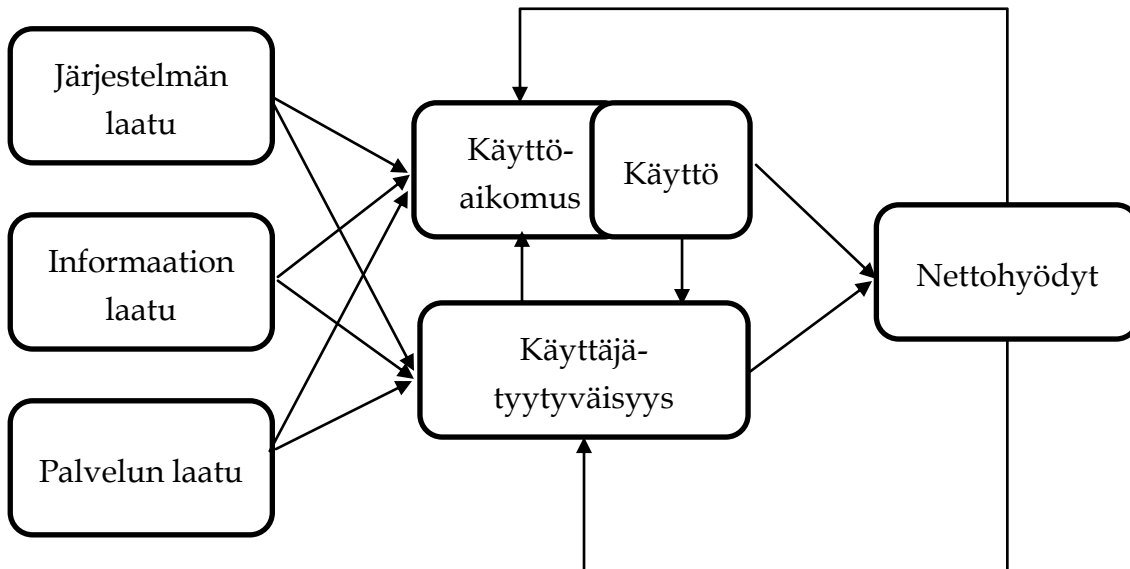 Järjestelmän
laatu
Informaation
laatu
Palvelun laatu
Käyttö-
aikomus
Käyttö
Käyttäjä-
tyytyväisyys
Nettohyödyt